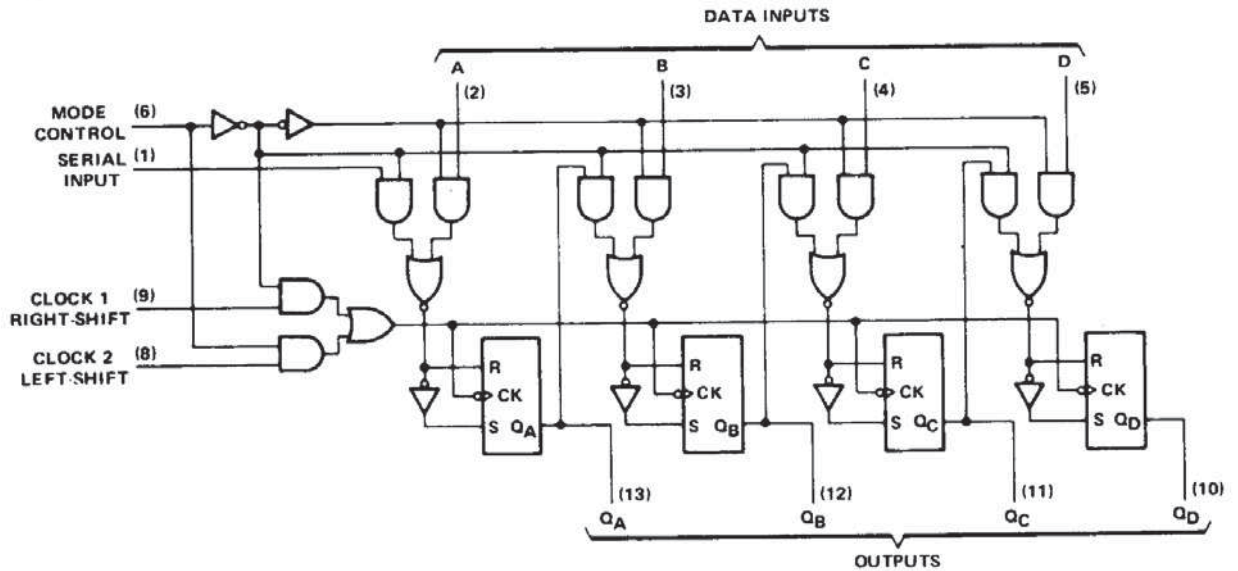 DATA INPUTS
A B C D
(2) (3) (4) (5)
MODE CONTROL (6)
SERIAL INPUT (1)
CLOCK 1 RIGHT-SHIFT (9)
CLOCK 2 LEFT-SHIFT (8)
R R R R
CK CK CK CK
S QA S QB S QC S QD
(13) (12) (11) (10)
QA QB QC QD
OUTPUTS